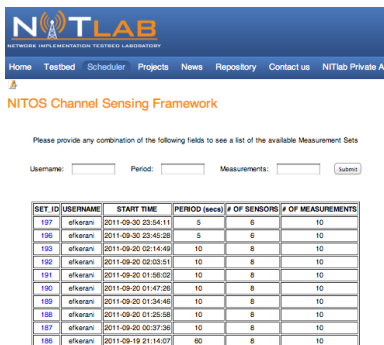 NITLAB
NETWORK IMPLEMENTATION TESTBED LABORATORY
Home Testbed Scheduler Projects News Repository Contact us NITlab Private A
NITOS Channel Sensing Framework
Please provide any combination of the following fields to see a list of the available Measurement Sets
Username: Period: Measurements: Submit
SET_ID USERNAME START TIME PERIOD (secs) # OF SENSORS # OF MEASUREMENTS
197 efkerani 2011-09-30 23:54:11 5 6 10
196 efkerani 2011-09-30 23:45:28 5 6 10
193 efkerani 2011-09-20 02:14:49 10 8 10
192 efkerani 2011-09-20 02:03:51 10 8 10
191 efkerani 2011-09-20 01:56:02 10 8 10
190 efkerani 2011-09-20 01:47:26 10 8 10
189 efkerani 2011-09-20 01:34:46 10 8 10
188 efkerani 2011-09-20 01:25:58 10 8 10
187 efkerani 2011-09-20 00:37:36 10 8 10
186 efkerani 2011-09-19 21:14:07 60 8 10